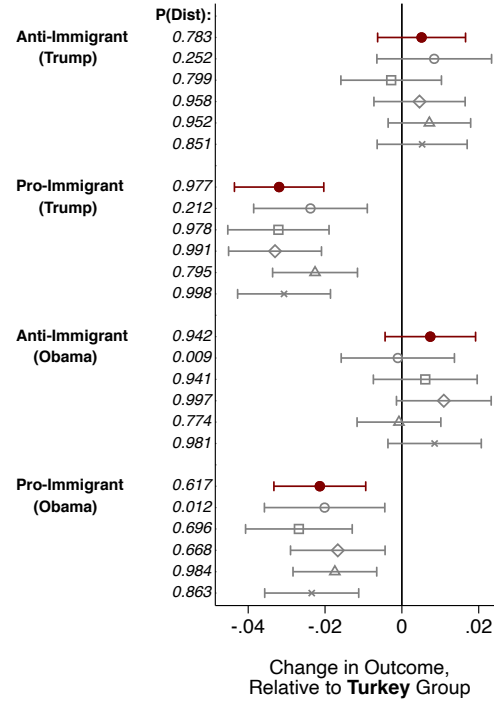 P(Dist):
Anti-Immigrant 0.783
(Trump) 0.252
0.799
0.958
0.952
0.851
Pro-Immigrant 0.977
(Trump) 0.212
0.978
0.991
0.795
0.998
Anti-Immigrant 0.942
(Obama) 0.009
0.941
0.997
0.774
0.981
Pro-Immigrant 0.617
(Obama) 0.012
0.696
0.668
0.984
0.863
-.04 -.02 0 .02
Change in Outcome,
Relative to Turkey Group